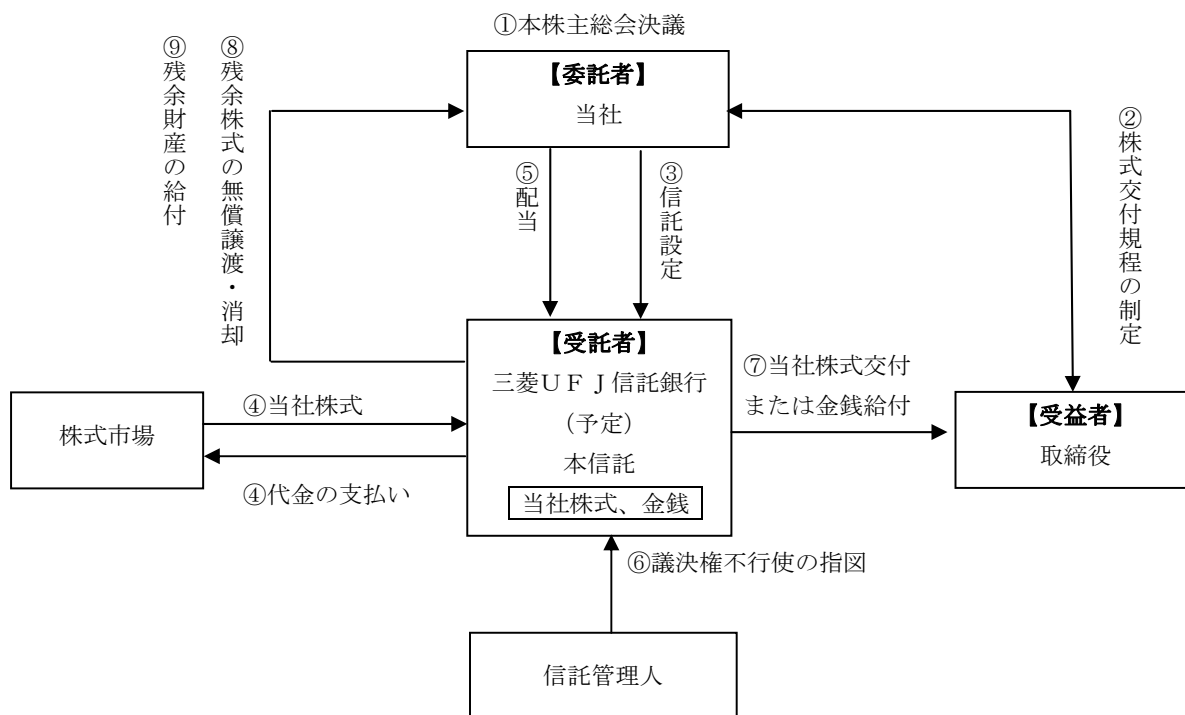 ①本株主総会決議
【委託者】
当社
⑨残余財産の給付
⑧残余株式の無償譲渡・消却
⑤配当
③信託設定
②株式交付規程の制定
【受託者】
三菱UFJ信託銀行
(予定)
本信託
当社株式、金銭
株式市場
④当社株式
④代金の支払い
⑦当社株式交付
または金銭給付
【受益者】
取締役
⑥議決権不行使の指図
信託管理人